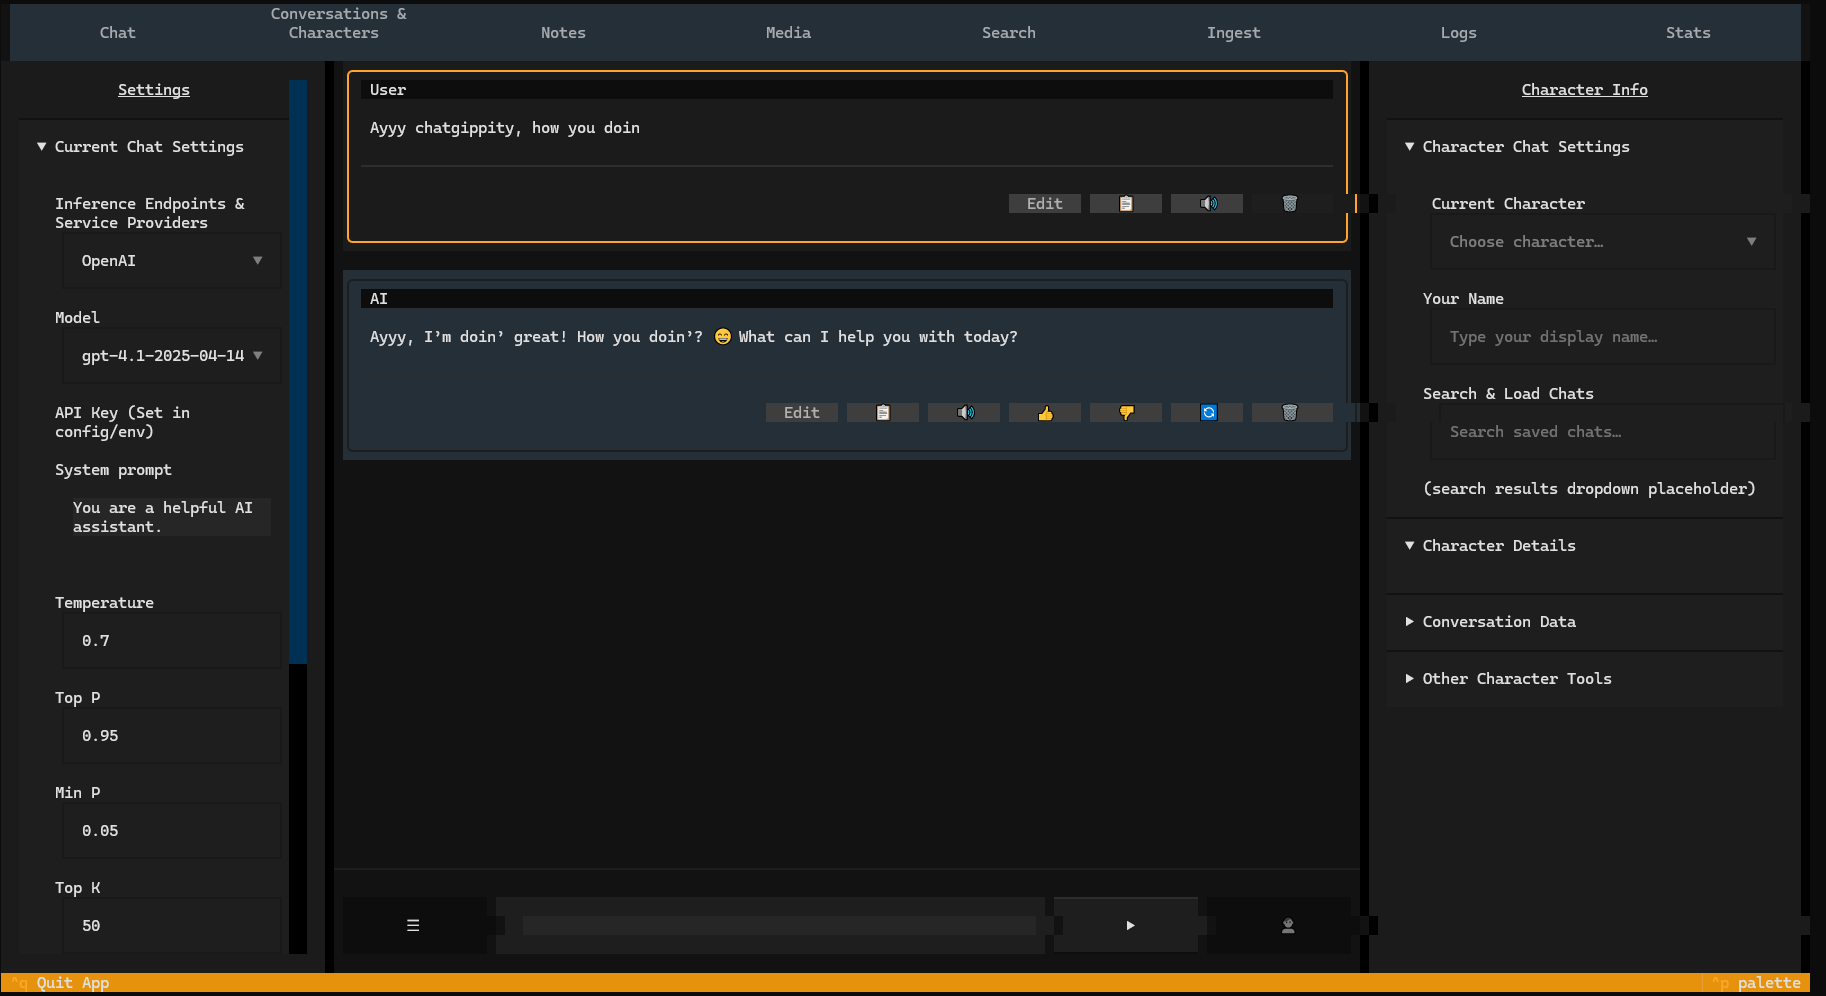 Chat
Conversations &
Characters
Notes
Media
Search
Ingest
Logs
Stats
Settings
▼ Current Chat Settings
Inference Endpoints &
Service Providers
OpenAI ▼
Model
gpt-4.1-2025-04-14 ▼
API Key (Set in
config/env)
System prompt
You are a helpful AI
assistant.
Temperature
0.7
Top P
0.95
Min P
0.05
Top K
50
User
Ayyy chatgippity, how you doin
Edit
AI
Ayyy, I’m doin’ great! How you doin’? 😄 What can I help you with today?
Edit
Character Info
▼ Character Chat Settings
Current Character
Choose character… ▼
Your Name
Type your display name…
Search & Load Chats
Search saved chats…
(search results dropdown placeholder)
▼ Character Details
▶ Conversation Data
▶ Other Character Tools
^q Quit App
^p palette